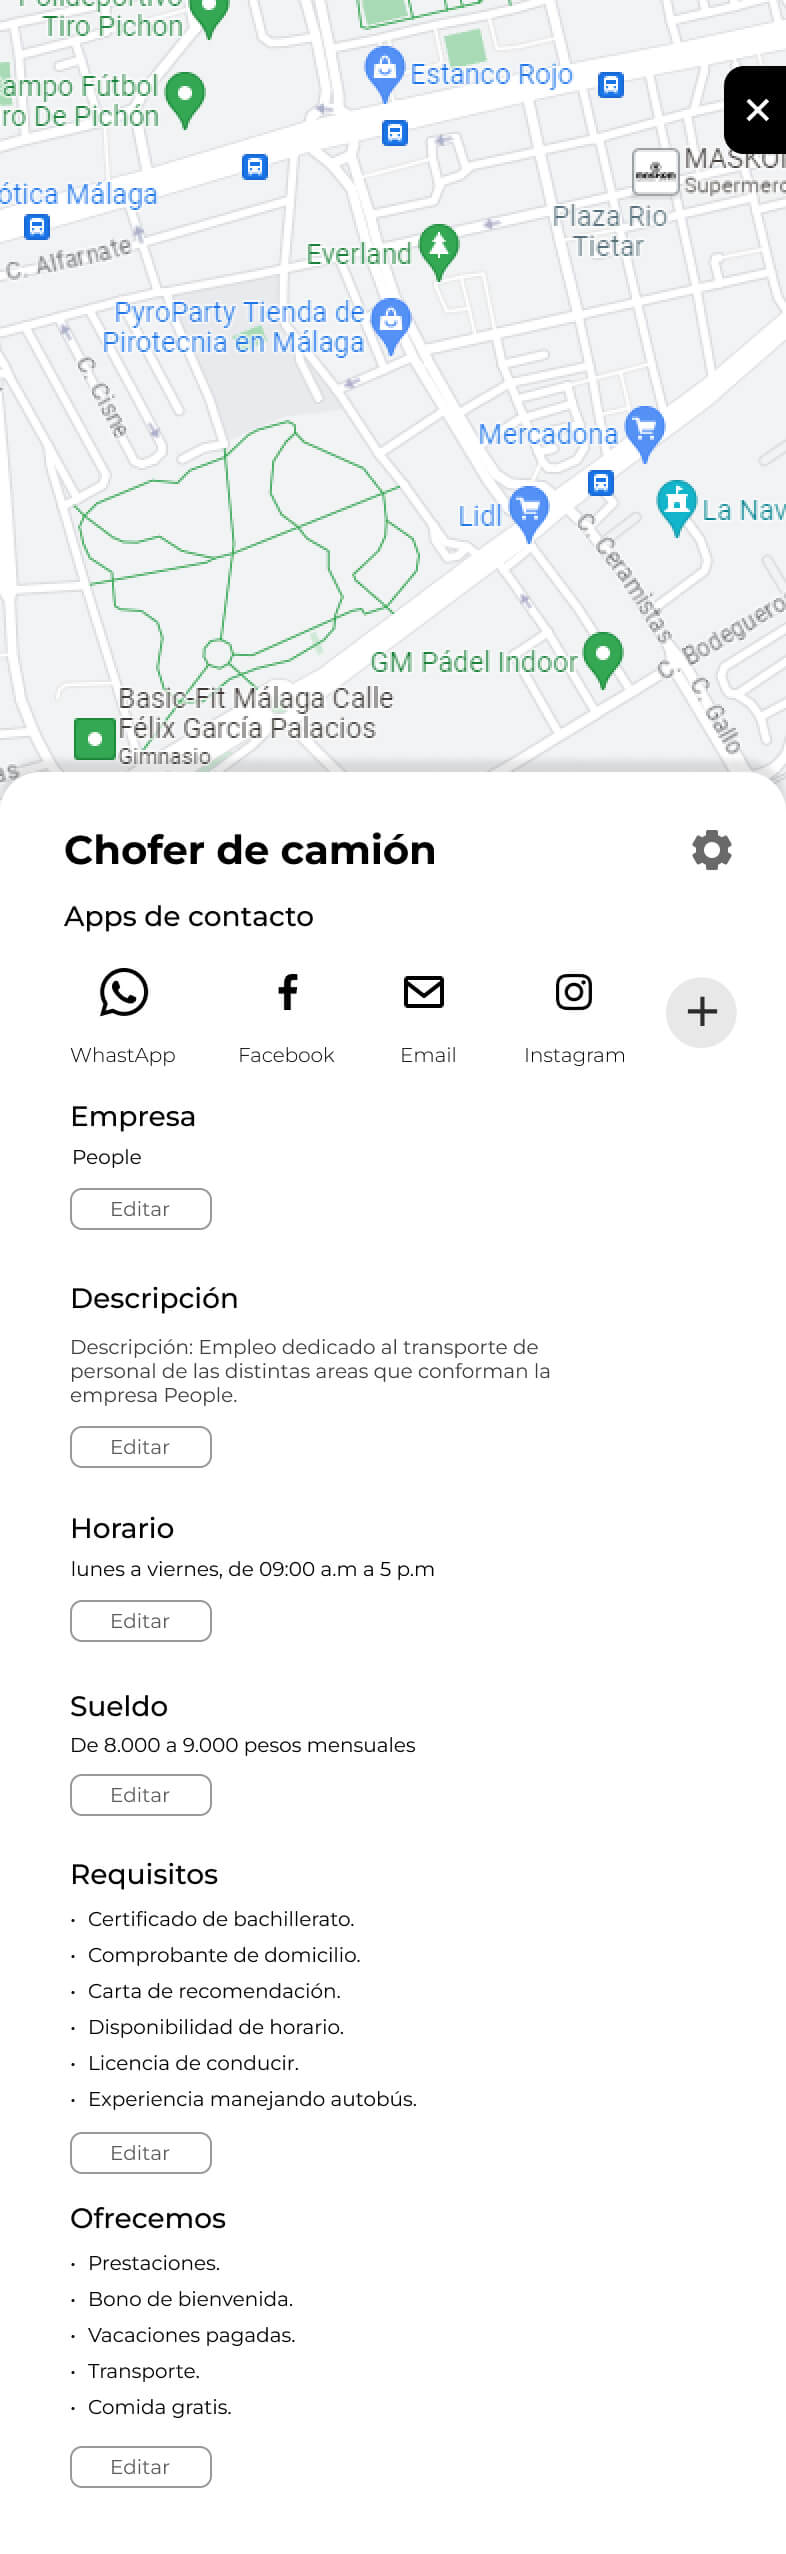 Polideportivo
Tiro Pichon
ampo Fútbol
ro De Pichón
Estanco Rojo
MASKOM
Supermerc
ótica Málaga
Plaza Rio
Tietar
C. Alfarnate
Everland
PyroParty Tienda de
Pirotecnia en Málaga
C. Cisne
Mercadona
Lidl
La Nav
C. Ceramistas
C. Bodeguero
GM Pádel Indoor
C. Gallo
Basic-Fit Málaga Calle
Félix García Palacios
Gimnasio
as
Chofer de camión
Apps de contacto
WhastApp
Facebook
Email
Instagram
Empresa
People
Editar
Descripción
Descripción: Empleo dedicado al transporte de
personal de las distintas areas que conforman la
empresa People.
Editar
Horario
lunes a viernes, de 09:00 a.m a 5 p.m
Editar
Sueldo
De 8.000 a 9.000 pesos mensuales
Editar
Requisitos
• Certificado de bachillerato.
• Comprobante de domicilio.
• Carta de recomendación.
• Disponibilidad de horario.
• Licencia de conducir.
• Experiencia manejando autobús.
Editar
Ofrecemos
• Prestaciones.
• Bono de bienvenida.
• Vacaciones pagadas.
• Transporte.
• Comida gratis.
Editar